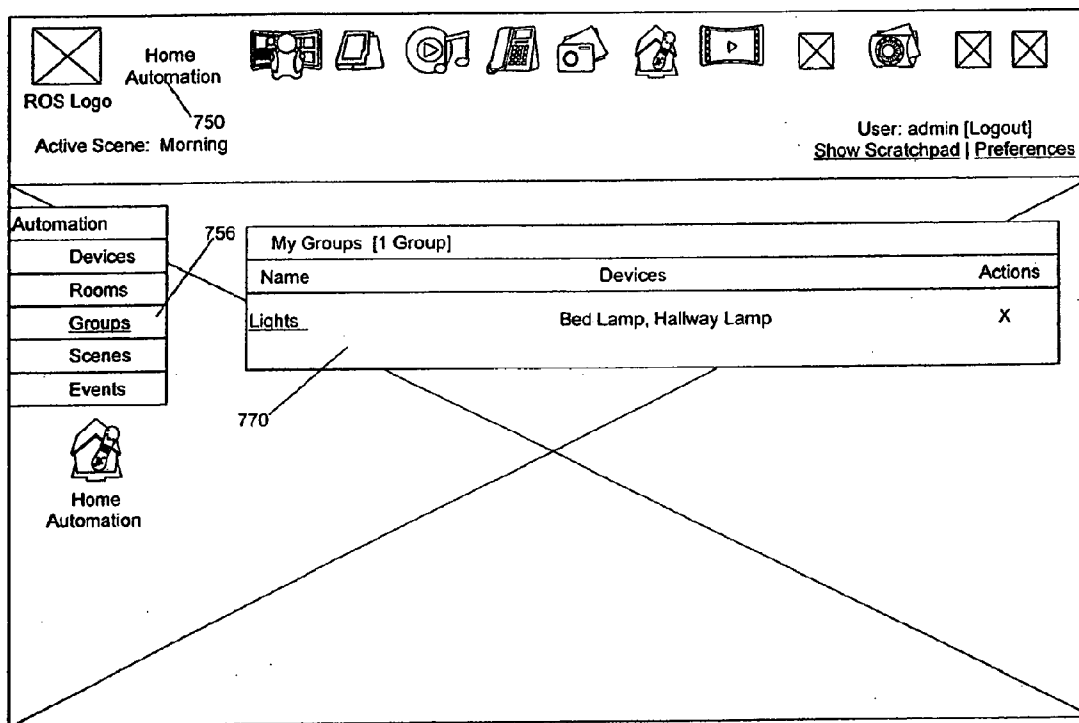 Home
Automation
ROS Logo
750
Active Scene: Morning
User: admin [Logout]
Show Scratchpad | Preferences
Automation
Devices
Rooms
Groups
Scenes
Events
756
My Groups [1 Group]
Name Devices Actions
Lights Bed Lamp, Hallway Lamp X
770
Home
Automation